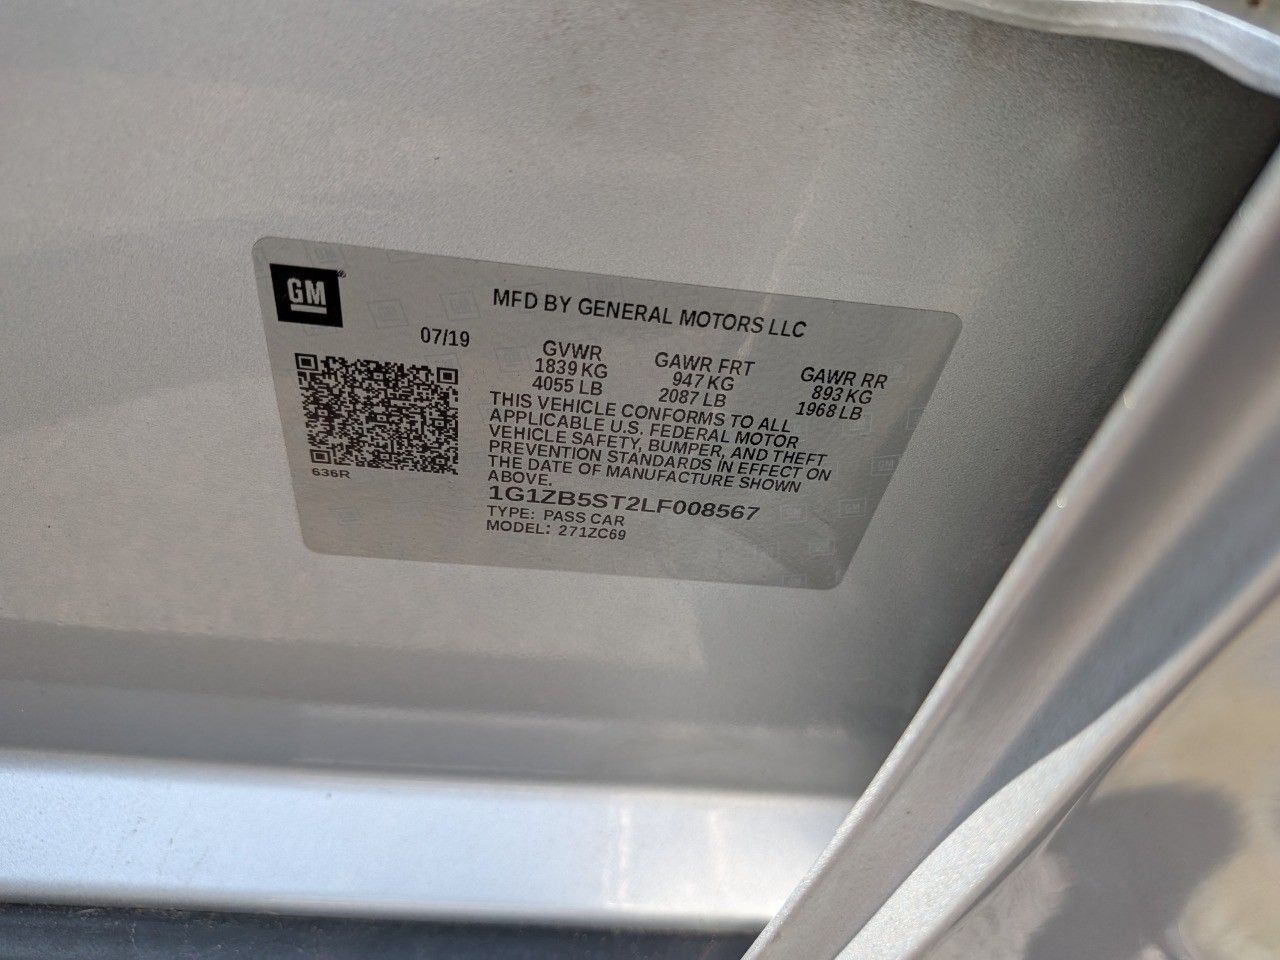 GM®
MFD BY GENERAL MOTORS LLC
07/19
GVWR GAWR FRT GAWR RR
1839 KG 947 KG 893 KG
4055 LB 2087 LB 1968 LB
THIS VEHICLE CONFORMS TO ALL
APPLICABLE U.S. FEDERAL MOTOR
VEHICLE SAFETY, BUMPER, AND THEFT
PREVENTION STANDARDS IN EFFECT ON
THE DATE OF MANUFACTURE SHOWN
ABOVE.
636R
1G1ZB5ST2LF008567
TYPE: PASS CAR
MODEL: 271ZC69